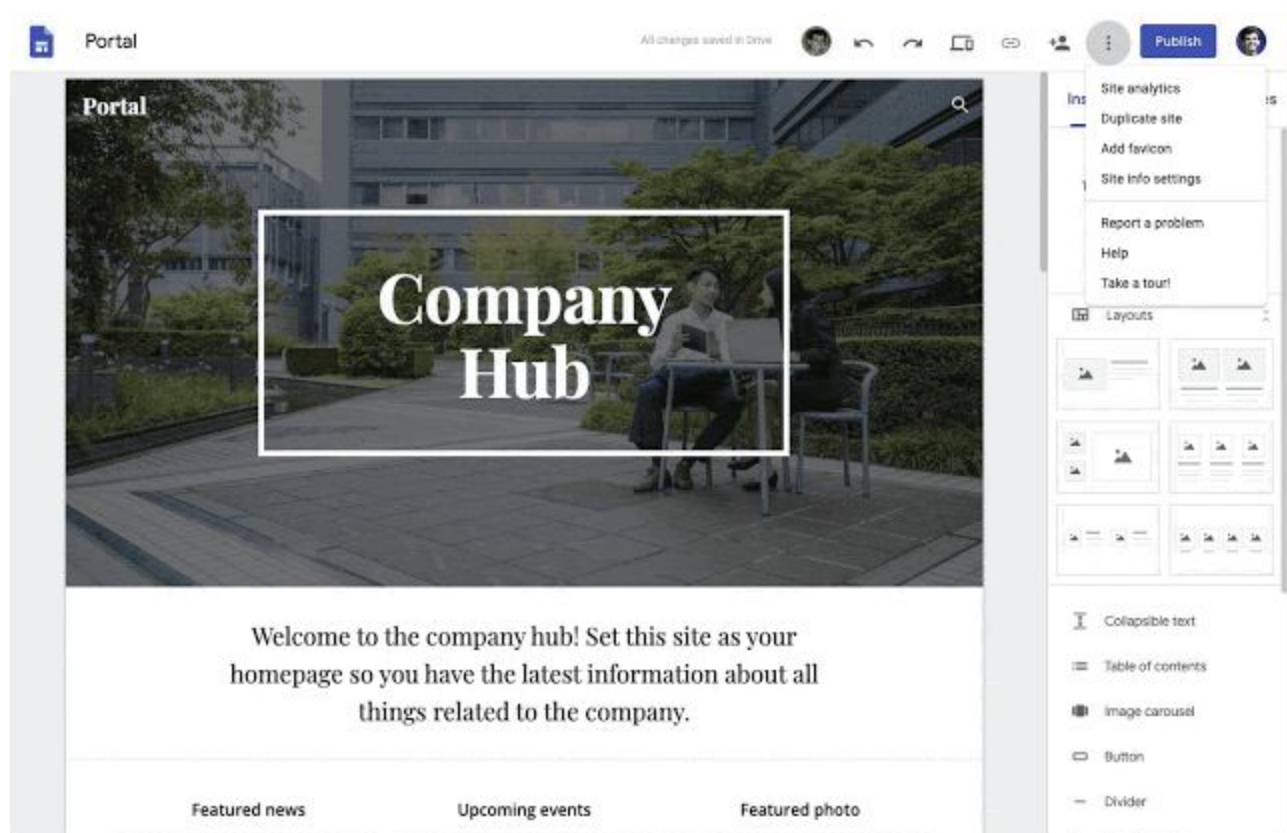 Portal
All changes saved in Drive
Publish
Portal
Company
Hub
Welcome to the company hub! Set this site as your
homepage so you have the latest information about all
things related to the company.
Featured news
Upcoming events
Featured photo
Ins
es
Site analytics
Duplicate site
Add favicon
Site info settings
Report a problem
Help
Take a tour!
Layouts
Collapsible text
Table of contents
Image carousel
Button
Divider